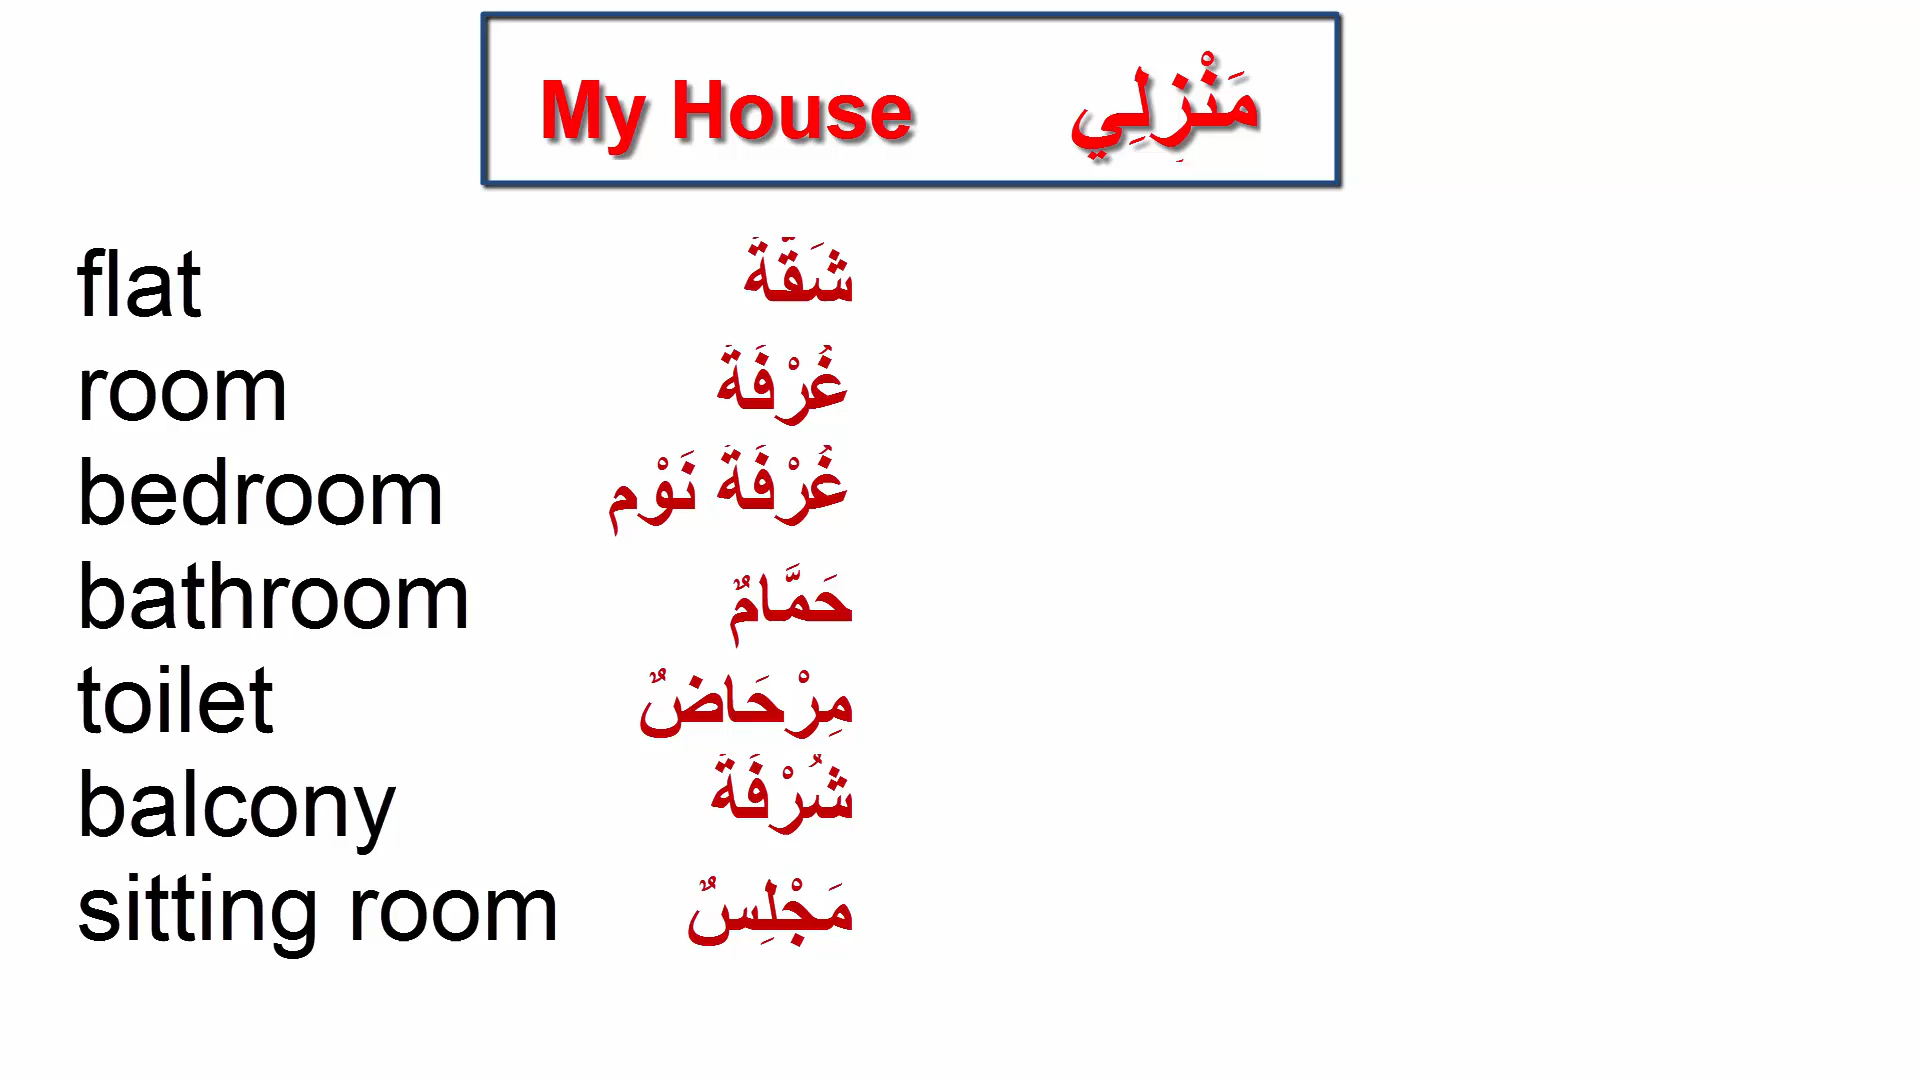 My House مَنْزِلِي
flat شَقَّةَ
room غُرْفَةَ
bedroom غُرْفَةَ نَوْم
bathroom حَمَّامٌ
toilet مِرْحَاضٌ
balcony شُرْفَةَ
sitting room مَجْلِسٌ